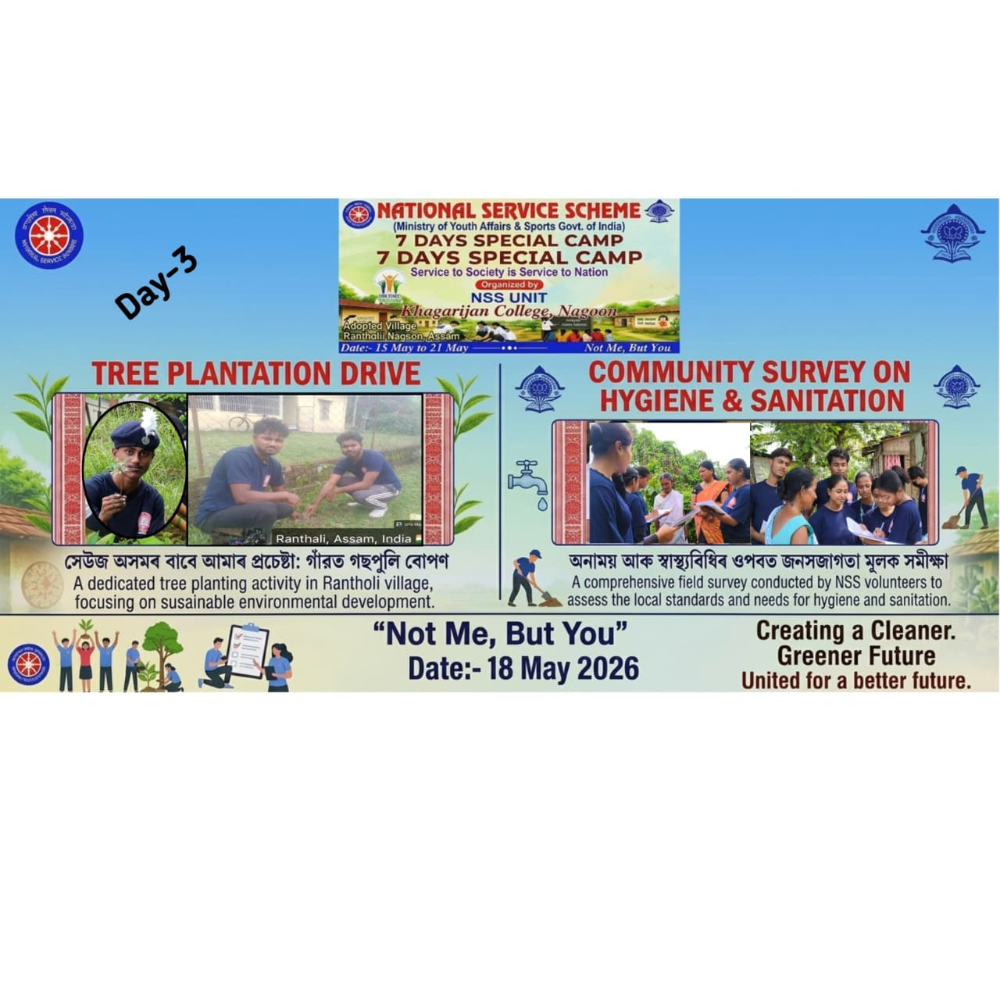 Day-3
NATIONAL SERVICE SCHEME
(Ministry of Youth Affairs & Sports Govt. of India)
7 DAYS SPECIAL CAMP
7 DAYS SPECIAL CAMP
Service to Society is Service to Nation
Organized by
NSS UNIT
Khagarijan College, Nagoon
Adopted Village
Rantholii Nagson, Assam
Date:- 15 May to 21 May
Not Me, But You
TREE PLANTATION DRIVE
Ranthali, Assam, India
সেউজ অসমৰ বাবে আমাৰ প্ৰচেষ্টা: গাঁৱত গছপুলি ৰোপণ
A dedicated tree planting activity in Rantholi village,
focusing on susainable environmental development.
COMMUNITY SURVEY ON
HYGIENE & SANITATION
অনাময় আৰু স্বাস্থ্যবিধিৰ ওপৰত জনসজাগতা মূলক সমীক্ষা
A comprehensive field survey conducted by NSS volunteers to
assess the local standards and needs for hygiene and sanitation.
“Not Me, But You”
Date:- 18 May 2026
Creating a Cleaner.
Greener Future
United for a better future.